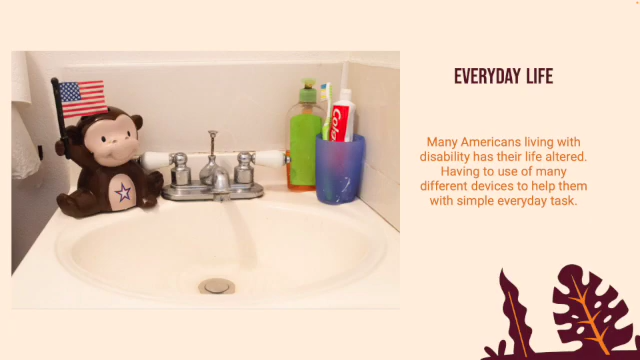 EVERYDAY LIFE
Many Americans living with
disability has their life altered.
Having to use of many
different devices to help them
with simple everyday task.
Colg